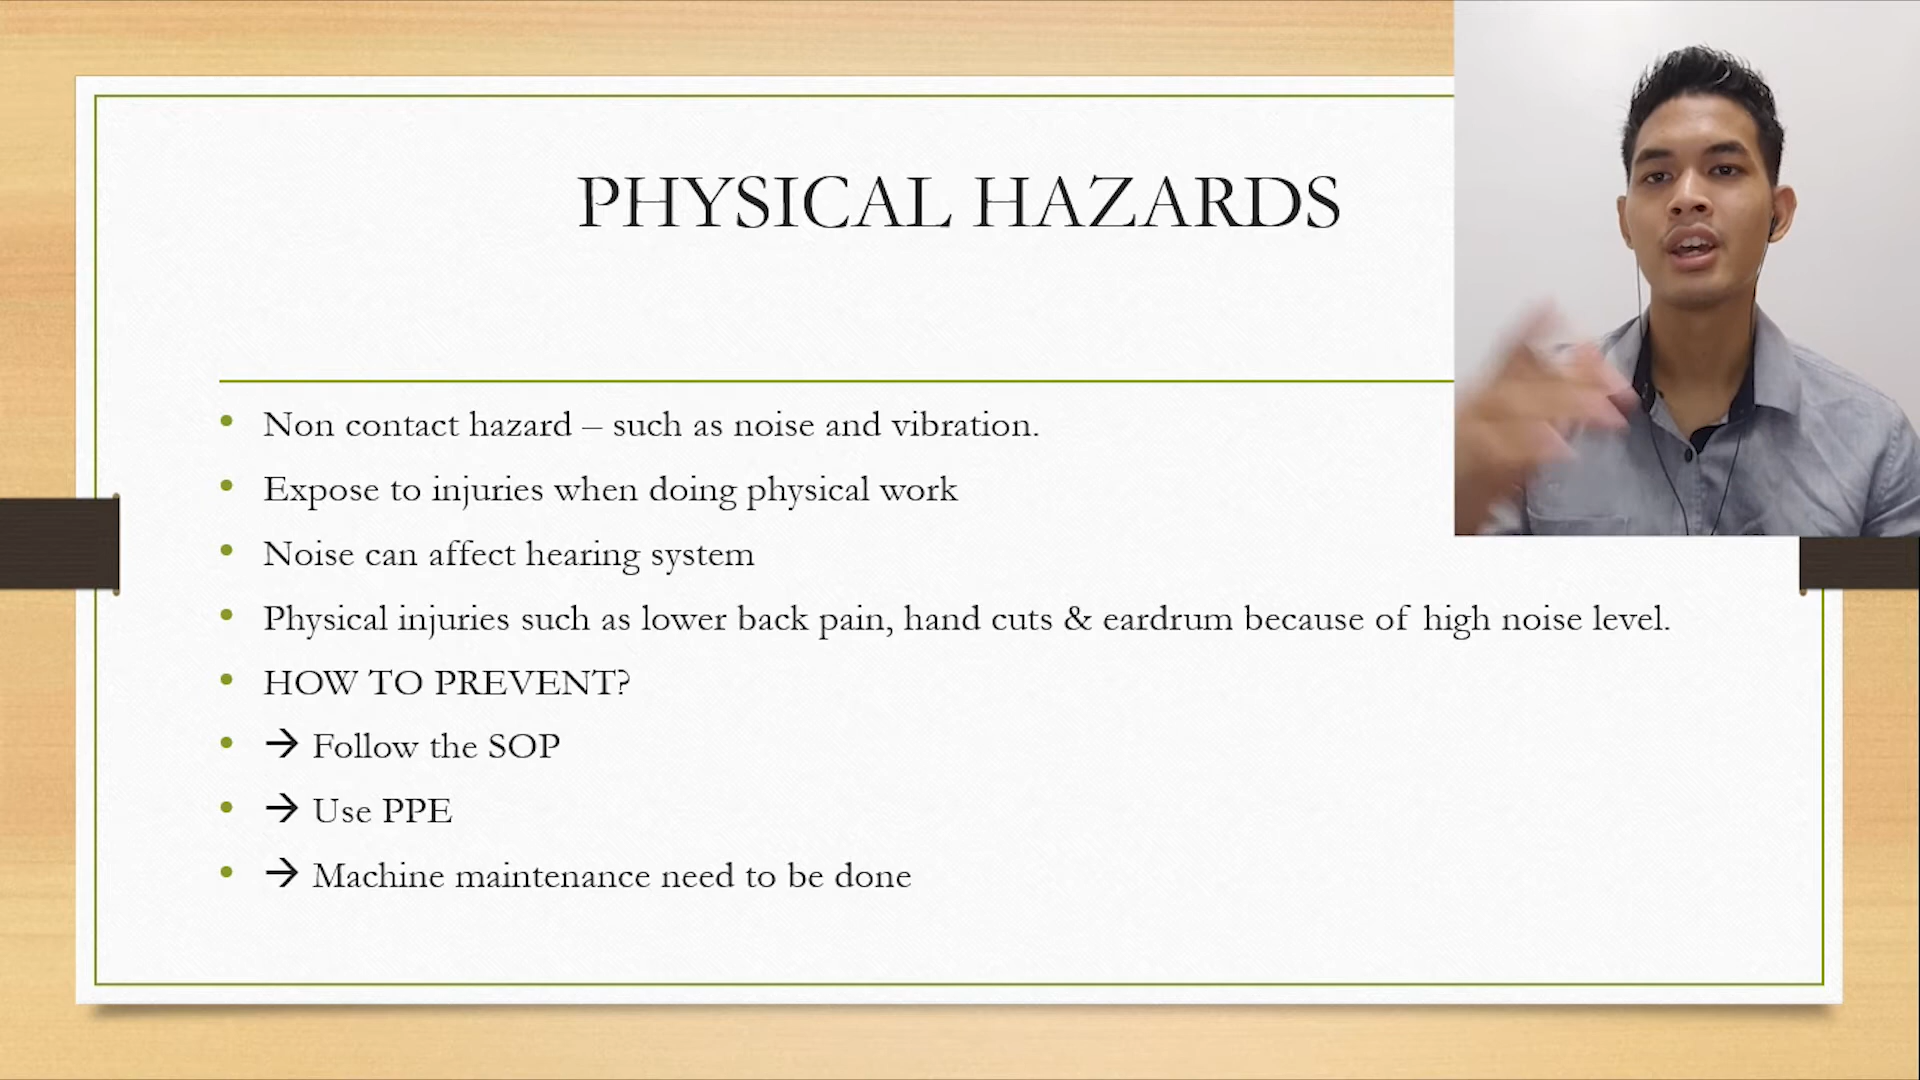 PHYSICAL HAZARDS
• Non contact hazard – such as noise and vibration.
• Expose to injuries when doing physical work
• Noise can affect hearing system
• Physical injuries such as lower back pain, hand cuts & eardrum because of high noise level.
• HOW TO PREVENT?
• → Follow the SOP
• → Use PPE
• → Machine maintenance need to be done